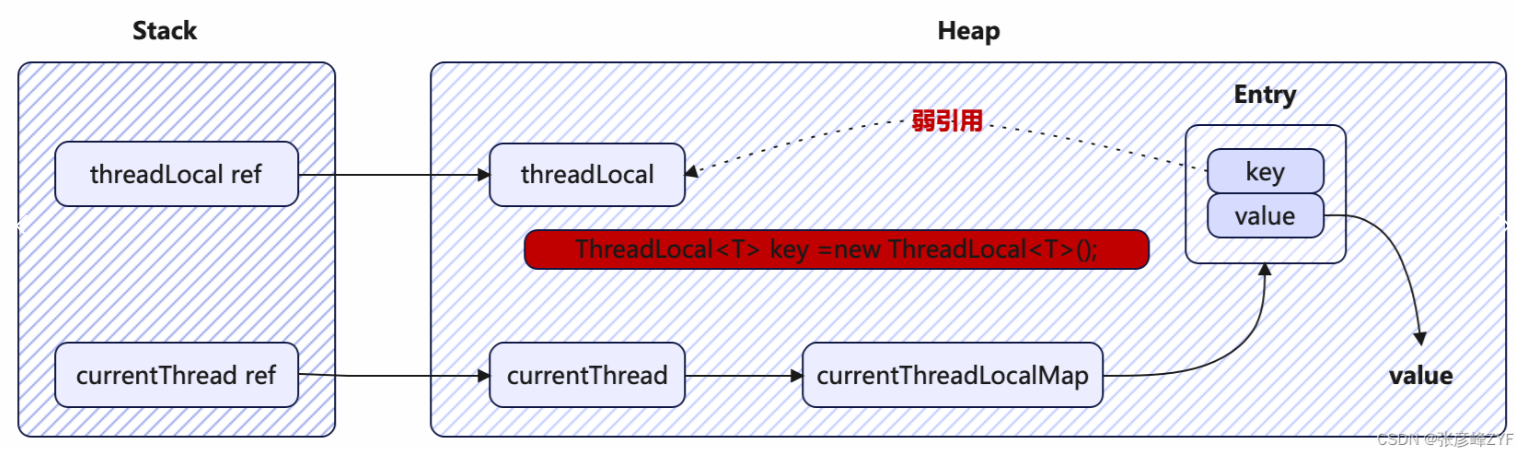 Stack
Heap
Entry
弱引用
threadLocal ref
threadLocal
key
value
ThreadLocal<T> key =new ThreadLocal<T>();
currentThread ref
currentThread
currentThreadLocalMap
value
CSDN @张彦峰ZYF